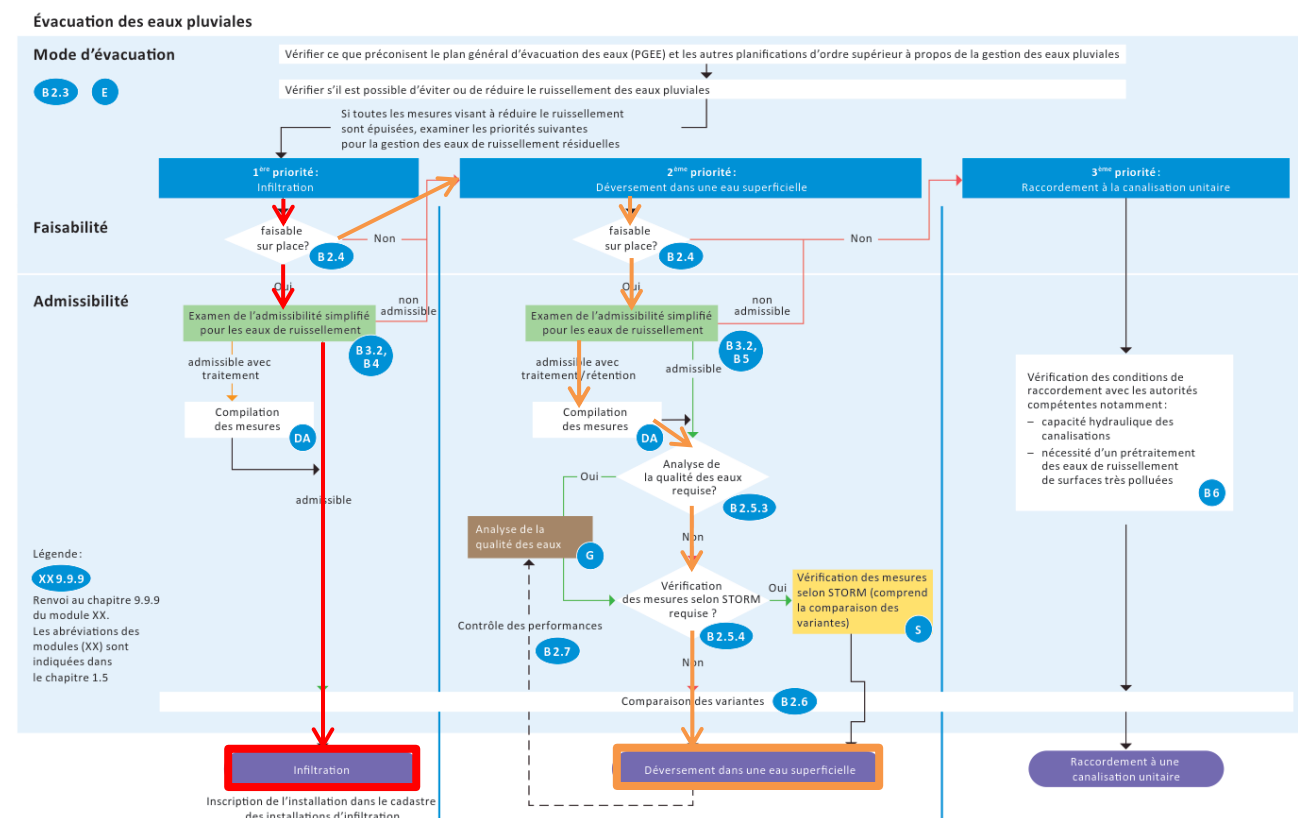 Évacuation des eaux pluviales
Mode d’évacuation
B 2.3
E
Vérifier ce que préconisent le plan général d’évacuation des eaux (PGEE) et les autres planifications d’ordre supérieur à propos de la gestion des eaux pluviales
Vérifier s’il est possible d’éviter ou de réduire le ruissellement des eaux pluviales
Si toutes les mesures visant à réduire le ruissellement
sont épuisées, examiner les priorités suivantes
pour la gestion des eaux de ruissellement résiduelles
1ère priorité :
Infiltration
2ème priorité :
Déversement dans une eau superficielle
3ème priorité :
Raccordement à la canalisation unitaire
Faisabilité
faisable
sur place?
B 2.4
Non
Oui
faisable
sur place?
B 2.4
Non
Oui
Admissibilité
Examen de l’admissibilité simplifié
pour les eaux de ruissellement
non
admissible
B 3.2,
B 4
admissible avec
traitement
Compilation
des mesures
DA
admissible
Examen de l’admissibilité simplifié
pour les eaux de ruissellement
non
admissible
B 3.2,
B 5
admissible avec
traitement/rétention
admissible
Compilation
des mesures
DA
Analyse de
la qualité des eaux
requise?
B 2.5.3
Oui
Non
Analyse de la
qualité des eaux
G
Vérification
des mesures selon STORM
requise ?
B 2.5.4
Oui
Non
Vérification des mesures
selon STORM (comprend
la comparaison des
variantes)
S
Contrôle des performances
B 2.7
Vérification des conditions de
raccordement avec les autorités
compétentes notamment :
– capacité hydraulique des
canalisations
– nécessité d’un prétraitement
des eaux de ruissellement
de surfaces très polluées
B 6
Légende :
XX 9.9.9
Renvoi au chapitre 9.9.9
du module XX.
Les abréviations des
modules (XX) sont
indiquées dans
le chapitre 1.5
Comparaison des variantes
B 2.6
Infiltration
Déversement dans une eau superficielle
Raccordement à une
canalisation unitaire
Inscription de l’installation dans le cadastre
des installations d’infiltration